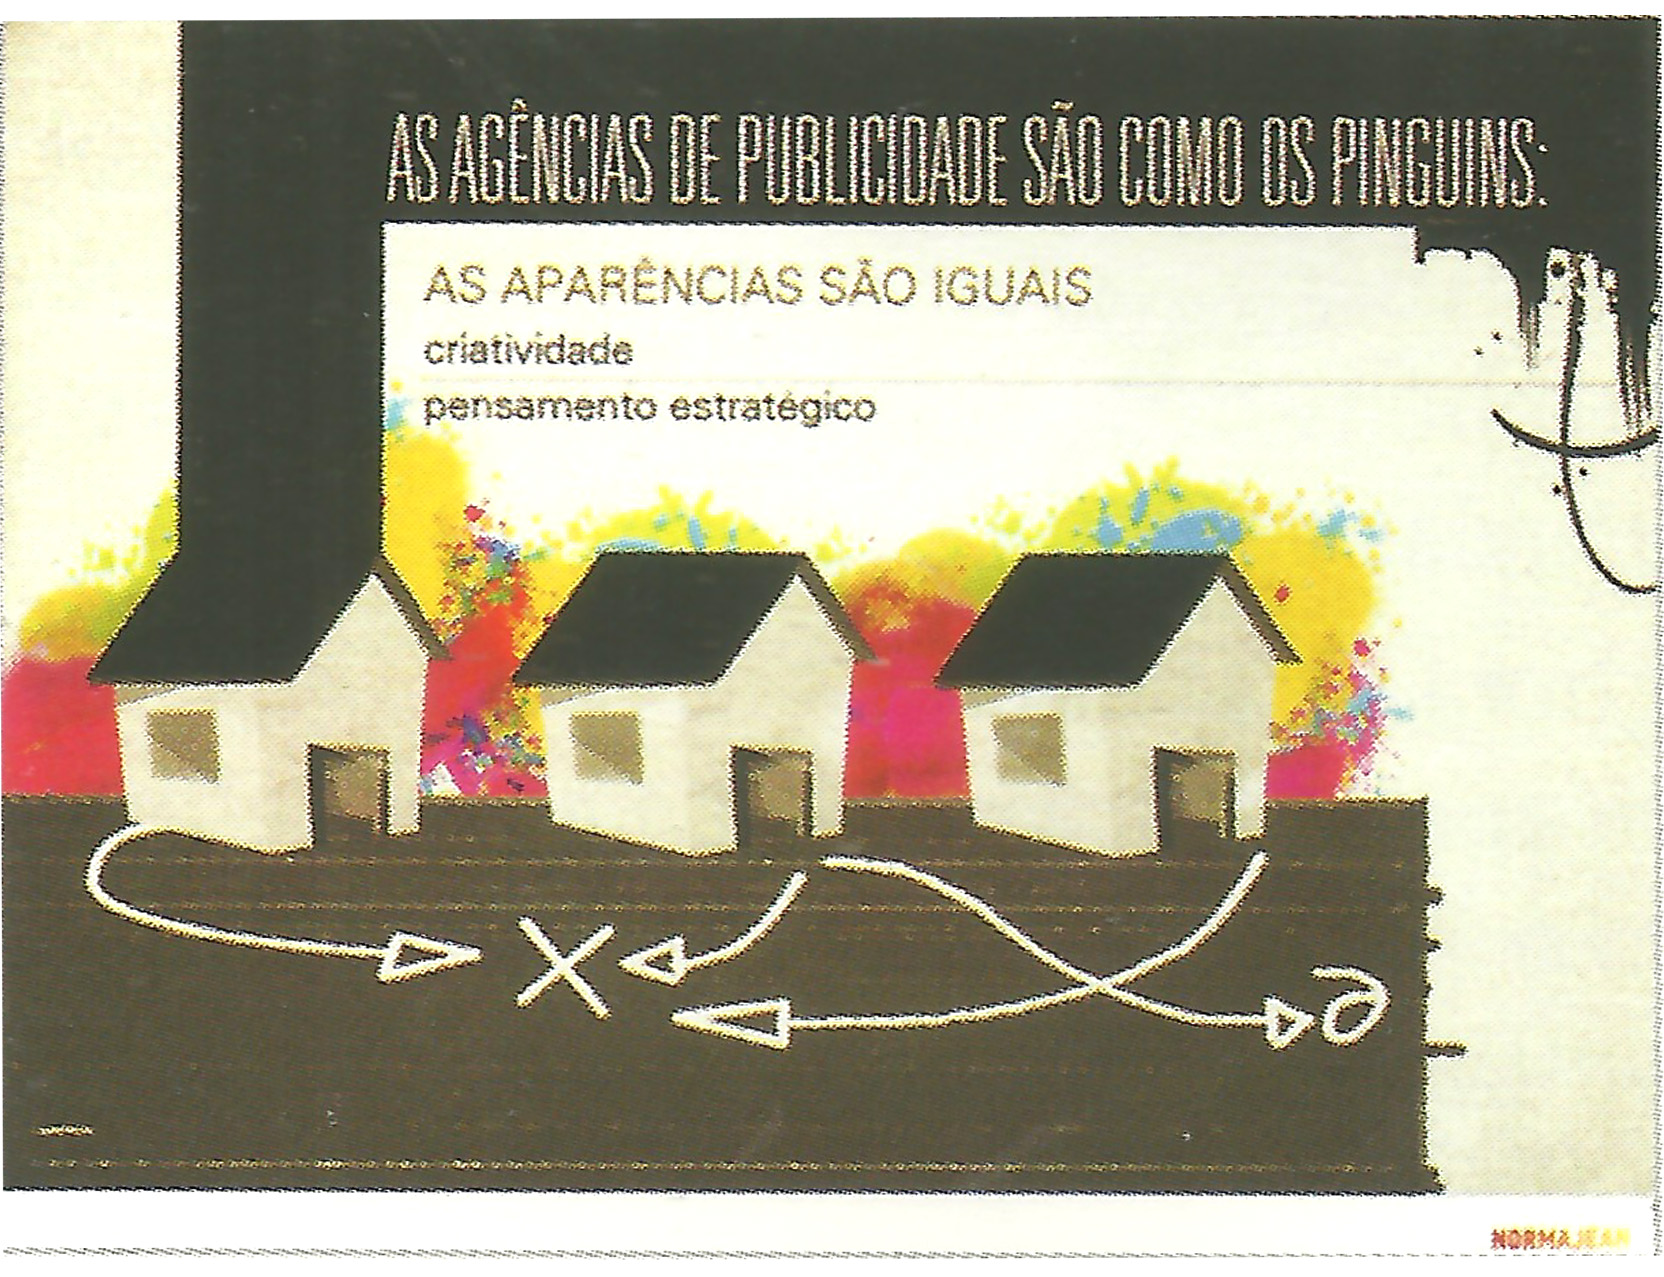 AS AGÊNCIAS DE PUBLICIDADE SÃO COMO OS PINGUINS:
AS APARÊNCIAS SÃO IGUAIS
criatividade
pensamento estratégico
X
a
NORMAJEAN